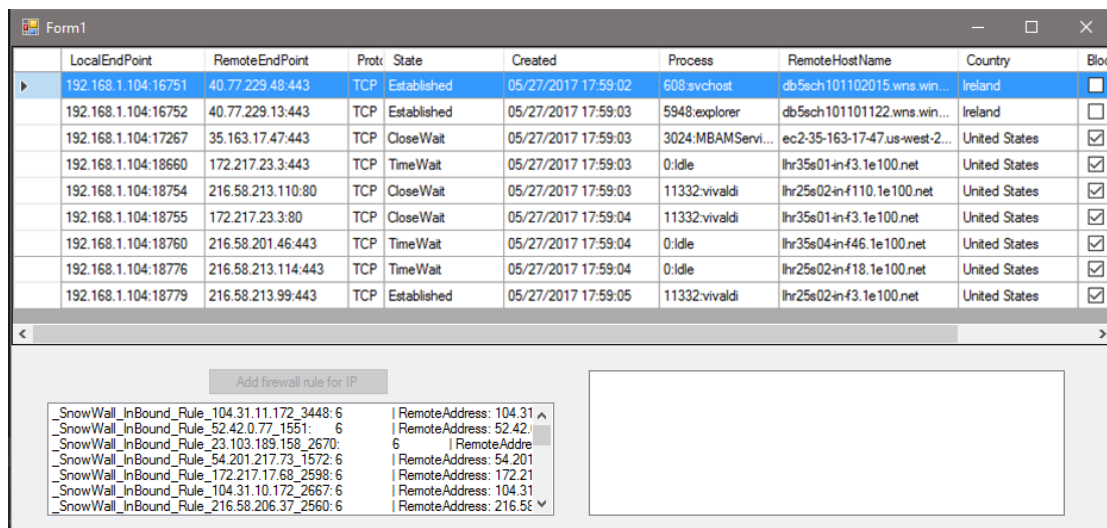 Form1
LocalEndPoint RemoteEndPoint Proto State Created Process RemoteHostName Country Bloc
192.168.1.104:16751 40.77.229.48:443 TCP Established 05/27/2017 17:59:02 608:svchost db5sch101102015.wns.win... Ireland
192.168.1.104:16752 40.77.229.13:443 TCP Established 05/27/2017 17:59:03 5948:explorer db5sch101101122.wns.win... Ireland
192.168.1.104:17267 35.163.17.47:443 TCP CloseWait 05/27/2017 17:59:03 3024:MBAMServi... ec2-35-163-17-47.us-west-2... United States
192.168.1.104:18660 172.217.23.3:443 TCP TimeWait 05/27/2017 17:59:03 0:Idle lhr35s01-in-f3.1e100.net United States
192.168.1.104:18754 216.58.213.110:80 TCP CloseWait 05/27/2017 17:59:03 11332:vivaldi lhr25s02-in-f110.1e100.net United States
192.168.1.104:18755 172.217.23.3:80 TCP CloseWait 05/27/2017 17:59:04 11332:vivaldi lhr35s01-in-f3.1e100.net United States
192.168.1.104:18760 216.58.201.46:443 TCP TimeWait 05/27/2017 17:59:04 0:Idle lhr35s04-in-f46.1e100.net United States
192.168.1.104:18776 216.58.213.114:443 TCP TimeWait 05/27/2017 17:59:04 0:Idle lhr25s02-in-f18.1e100.net United States
192.168.1.104:18779 216.58.213.99:443 TCP Established 05/27/2017 17:59:05 11332:vivaldi lhr25s02-in-f3.1e100.net United States
Add firewall rule for IP
_SnowWall_InBound_Rule_104.31.11.172_3448: 6 | RemoteAddress: 104.31
_SnowWall_InBound_Rule_52.42.0.77_1551: 6 | RemoteAddress: 52.42.
_SnowWall_InBound_Rule_23.103.189.158_2670: 6 | RemoteAddre
_SnowWall_InBound_Rule_54.201.217.73_1572: 6 | RemoteAddress: 54.201
_SnowWall_InBound_Rule_172.217.17.68_2598: 6 | RemoteAddress: 172.21
_SnowWall_InBound_Rule_104.31.10.172_2667: 6 | RemoteAddress: 104.31
_SnowWall_InBound_Rule_216.58.206.37_2560: 6 | RemoteAddress: 216.58